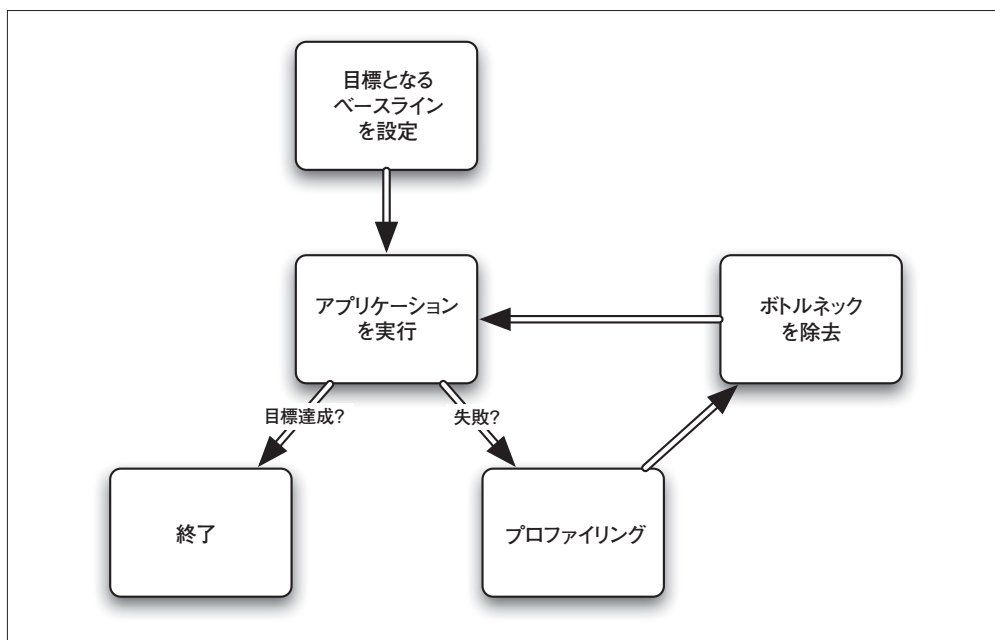 目標となる
ベースライン
を設定
アプリケーション
を実行
ボトルネック
を除去
目標達成?
失敗?
終了
プロファイリング